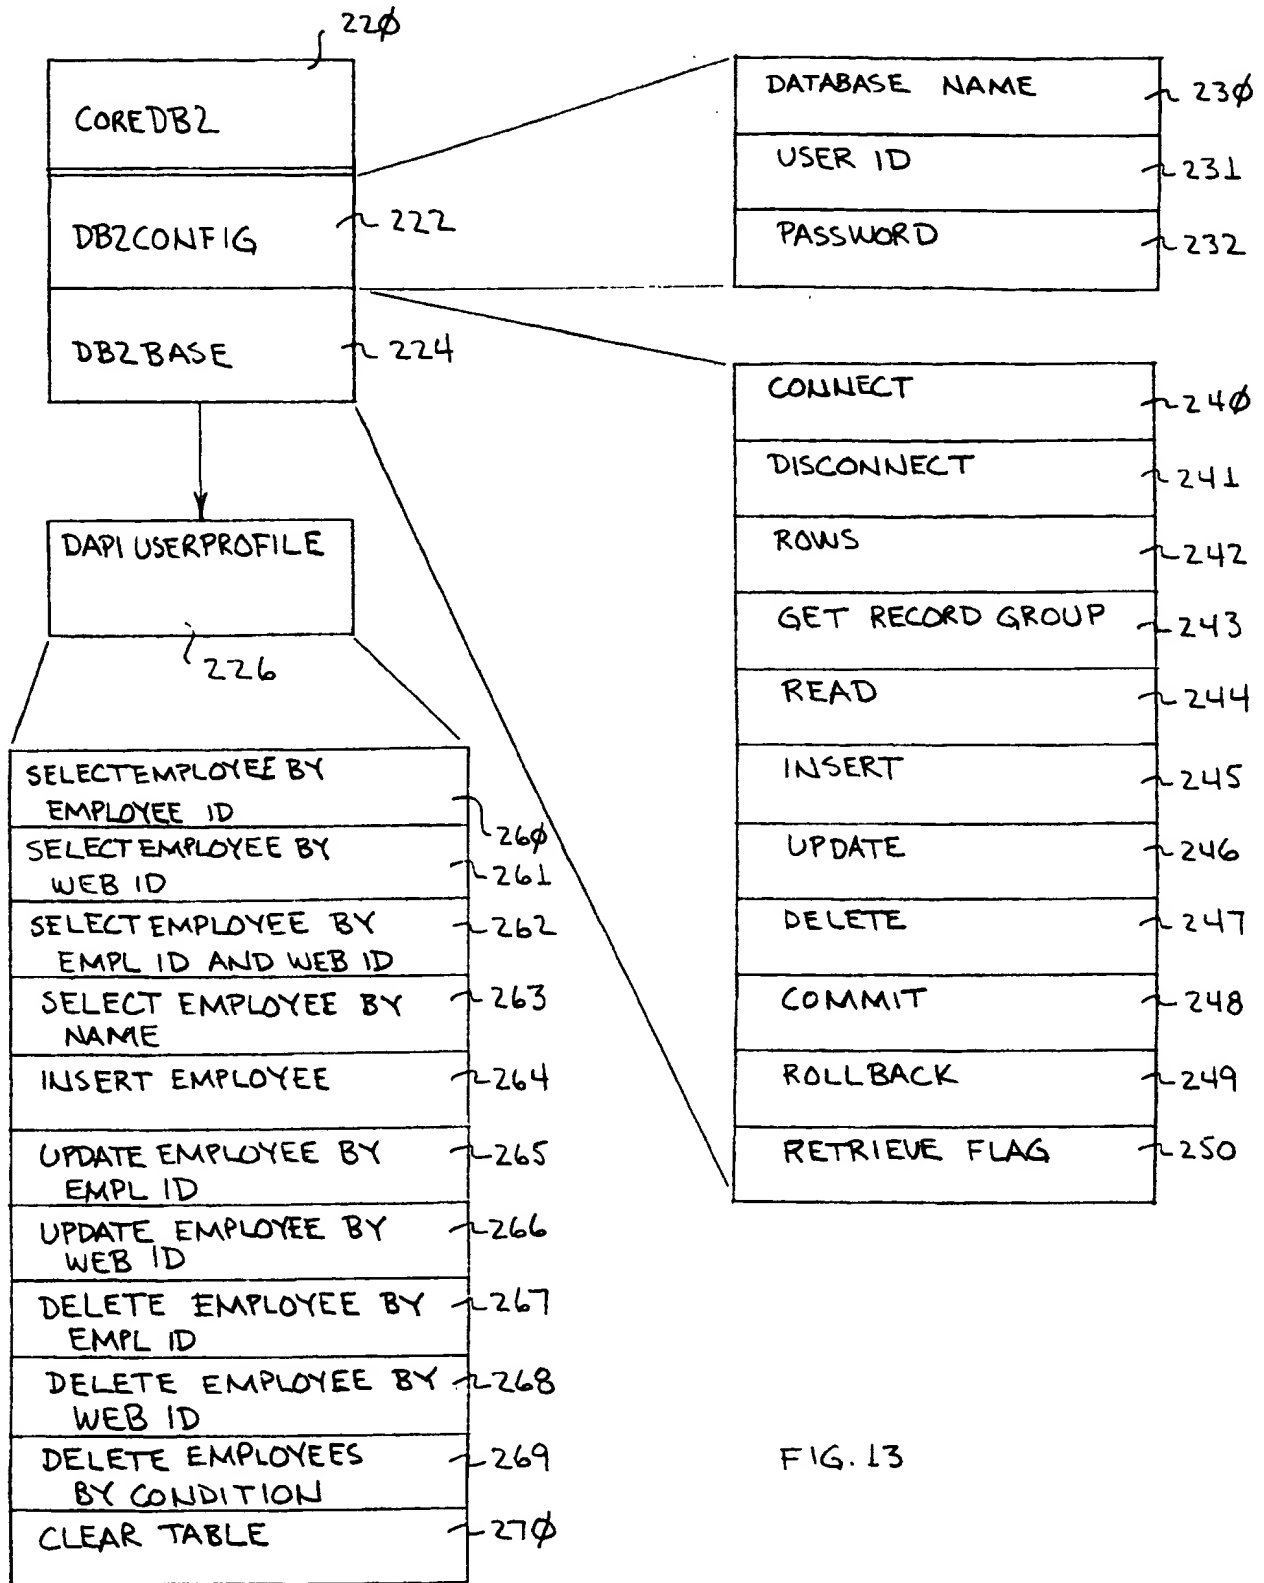 220
COREDB2
DB2CONFIG
222
DB2BASE
224
DAPI USERPROFILE
226
SELECT EMPLOYEE BY
EMPLOYEE ID
260
SELECT EMPLOYEE BY
WEB ID
261
SELECT EMPLOYEE BY
EMPL ID AND WEB ID
262
SELECT EMPLOYEE BY
NAME
263
INSERT EMPLOYEE
264
UPDATE EMPLOYEE BY
EMPL ID
265
UPDATE EMPLOYEE BY
WEB ID
266
DELETE EMPLOYEE BY
EMPL ID
267
DELETE EMPLOYEE BY
WEB ID
268
DELETE EMPLOYEES
BY CONDITION
269
CLEAR TABLE
270
DATABASE NAME
230
USER ID
231
PASSWORD
232
CONNECT
240
DISCONNECT
241
ROWS
242
GET RECORD GROUP
243
READ
244
INSERT
245
UPDATE
246
DELETE
247
COMMIT
248
ROLLBACK
249
RETRIEVE FLAG
250
FIG. 13